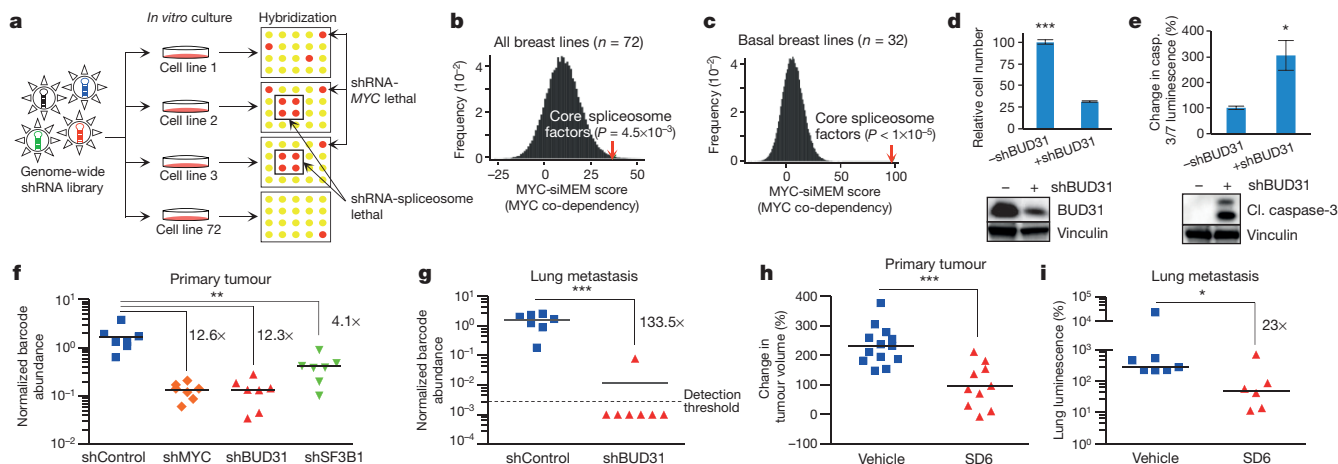 a
In vitro culture
Hybridization
Cell line 1
Cell line 2
Cell line 3
Cell line 72
Genome-wide
shRNA library
shRNA-
MYC lethal
shRNA-spliceosome
lethal
b
All breast lines (n = 72)
Frequency (10⁻²)
4
2
0
Core spliceosome
factors
(P = 4.5×10⁻³)
−25
0
25
50
MYC-siMEM score
(MYC co-dependency)
c
Basal breast lines (n = 32)
Frequency (10⁻²)
4
2
0
Core spliceosome
factors
(P < 1×10⁻⁵)
0
50
100
MYC-siMEM score
(MYC co-dependency)
d
Relative cell number
100
75
50
25
0
***
−shBUD31
+shBUD31
− + shBUD31
BUD31
Vinculin
e
Change in casp.
3/7 luminescence
400
300
200
100
0
*
−shBUD31
+shBUD31
− + shBUD31
Cl. caspase-3
Vinculin
f
Primary tumour
Normalized barcode
abundance
10¹
10⁰
10⁻¹
10⁻²
**
12.6×
12.3×
4.1×
shControl
shMYC
shBUD31
shSF3B1
g
Lung metastasis
Normalized barcode
abundance
10¹
10⁰
10⁻¹
10⁻²
10⁻³
10⁻⁴
***
133.5×
Detection
threshold
shControl
shBUD31
h
Primary tumour
Change in
tumour volume (%)
400
300
200
100
0
−100
***
Vehicle
SD6
i
Lung metastasis
Lung luminescence (%)
10⁵
10⁴
10³
10²
10¹
10⁰
*
23×
Vehicle
SD6